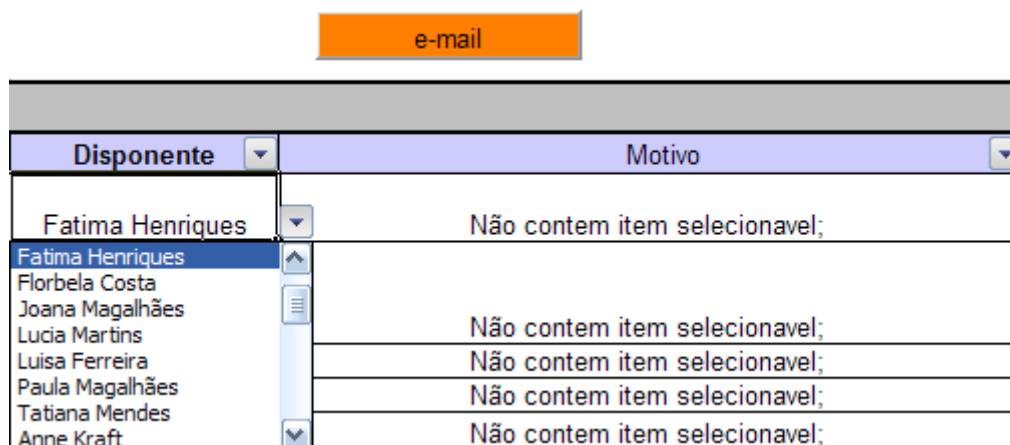 e-mail
Disponente Motivo
Fatima Henriques Não contem item selecionavel;
Fatima Henriques
Florbela Costa
Joana Magalhães
Lucia Martins Não contem item selecionavel;
Luisa Ferreira Não contem item selecionavel;
Paula Magalhães Não contem item selecionavel;
Tatiana Mendes
Anne Kraft Não contem item selecionavel;